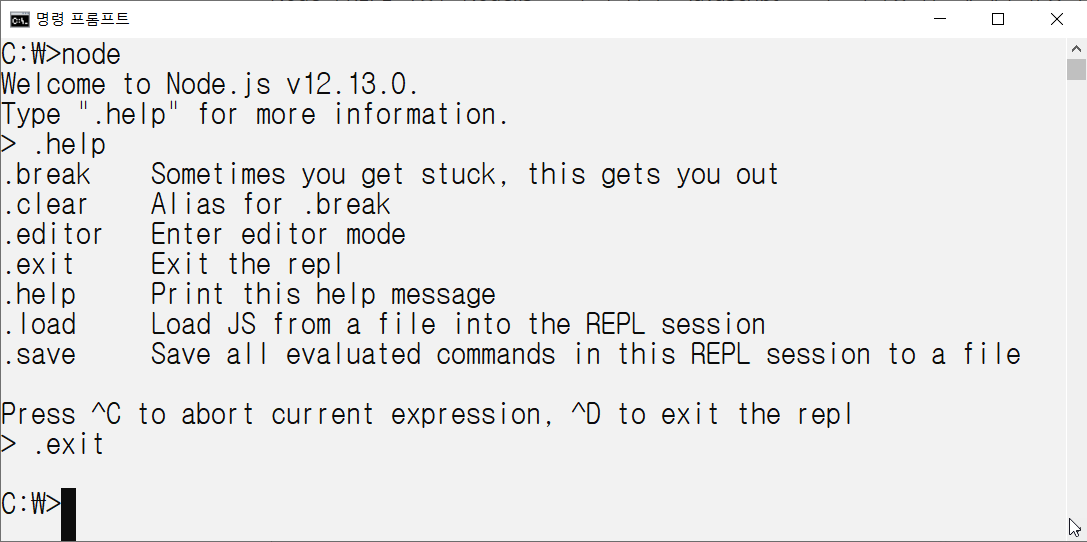 명령 프롬프트
C:₩>node
Welcome to Node.js v12.13.0.
Type ".help" for more information.
> .help
.break    Sometimes you get stuck, this gets you out
.clear    Alias for .break
.editor   Enter editor mode
.exit     Exit the repl
.help     Print this help message
.load     Load JS from a file into the REPL session
.save     Save all evaluated commands in this REPL session to a file
Press ^C to abort current expression, ^D to exit the repl
> .exit
C:₩>